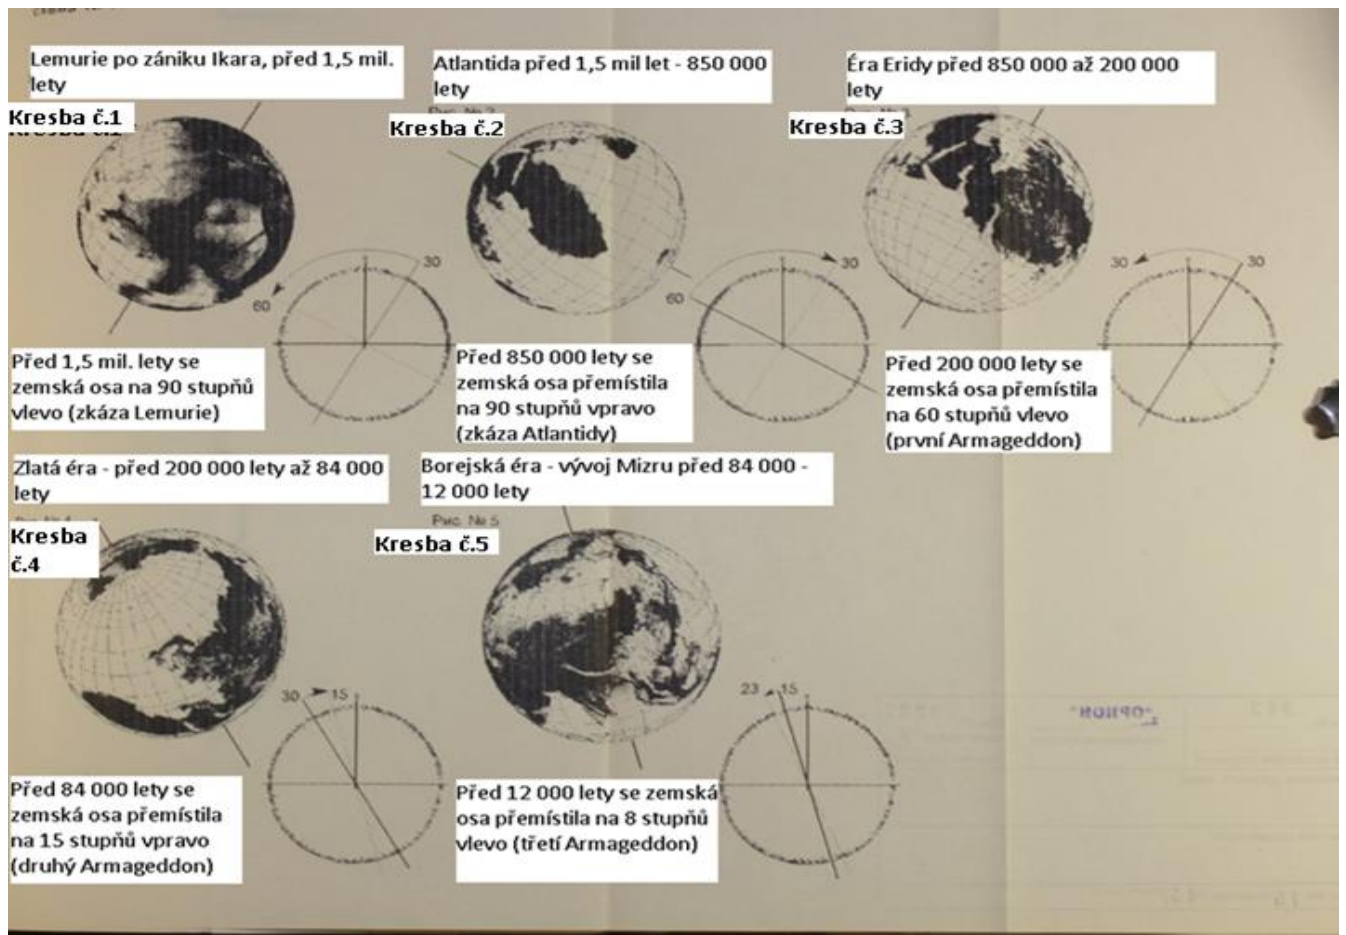 Lemurie po zániku Ikara, před 1,5 mil.
lety
Kresba č.1
Atlantida před 1,5 mil let - 850 000
lety
Kresba č.2
Éra Eridy před 850 000 až 200 000
lety
Kresba č.3
30
60
30
60
30
30
Před 1,5 mil. lety se
zemská osa na 90 stupňů
vlevo (zkáza Lemurie)
Před 850 000 lety se
zemská osa přemístila
na 90 stupňů vpravo
(zkáza Atlantidy)
Před 200 000 lety se
zemská osa přemístila
na 60 stupňů vlevo
(první Armageddon)
Zlatá éra - před 200 000 lety až 84 000
lety
Kresba
č.4
Borejská éra - vývoj Mizru před 84 000 -
12 000 lety
Рис. № 5
Kresba č.5
30
15
23
15
"ОРИОН"
Před 84 000 lety se
zemská osa přemístila
na 15 stupňů vpravo
(druhý Armageddon)
Před 12 000 lety se zemská
osa přemístila na 8 stupňů
vlevo (třetí Armageddon)